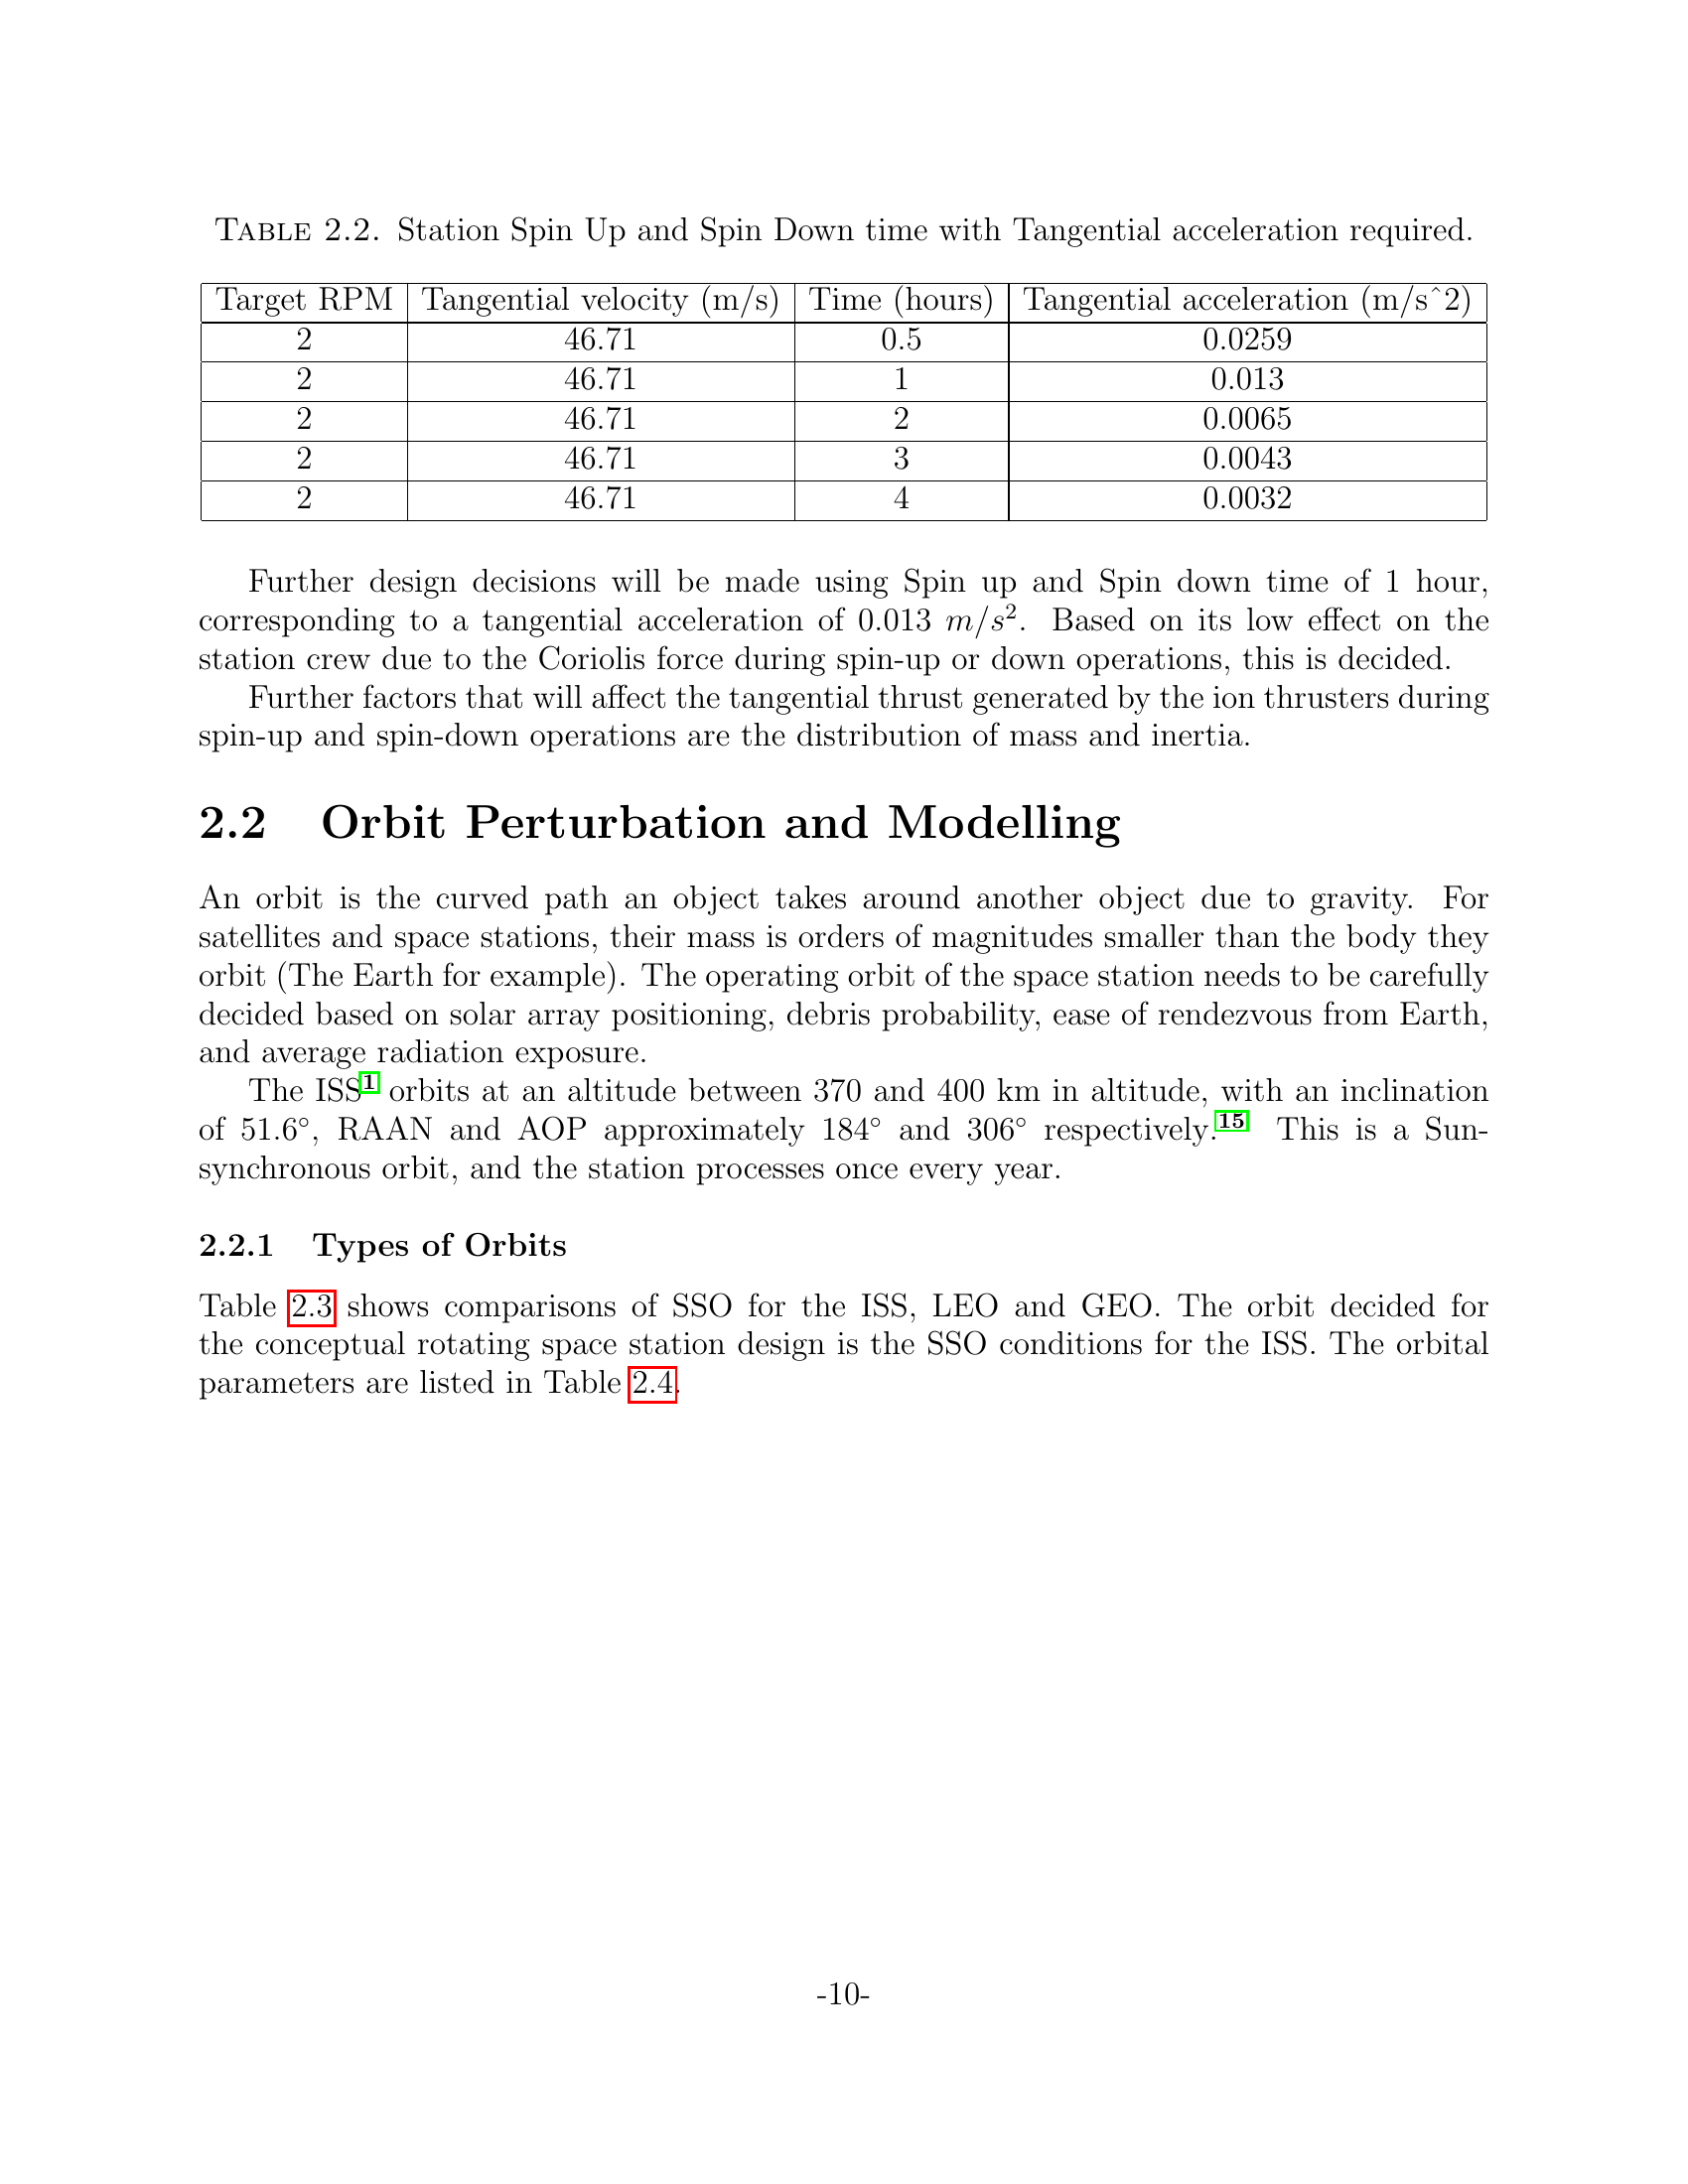 TABLE 2.2. Station Spin Up and Spin Down time with Tangential acceleration required.
Target RPM Tangential velocity (m/s) Time (hours) Tangential acceleration (m/sˆ2)
2 46.71 0.5 0.0259
2 46.71 1 0.013
2 46.71 2 0.0065
2 46.71 3 0.0043
2 46.71 4 0.0032
Further design decisions will be made using Spin up and Spin down time of 1 hour,
corresponding to a tangential acceleration of 0.013 m/s². Based on its low effect on the
station crew due to the Coriolis force during spin-up or down operations, this is decided.
Further factors that will affect the tangential thrust generated by the ion thrusters during
spin-up and spin-down operations are the distribution of mass and inertia.
2.2 Orbit Perturbation and Modelling
An orbit is the curved path an object takes around another object due to gravity. For
satellites and space stations, their mass is orders of magnitudes smaller than the body they
orbit (The Earth for example). The operating orbit of the space station needs to be carefully
decided based on solar array positioning, debris probability, ease of rendezvous from Earth,
and average radiation exposure.
The ISS¹ orbits at an altitude between 370 and 400 km in altitude, with an inclination
of 51.6°, RAAN and AOP approximately 184° and 306° respectively.¹⁵ This is a Sun-
synchronous orbit, and the station processes once every year.
2.2.1 Types of Orbits
Table 2.3 shows comparisons of SSO for the ISS, LEO and GEO. The orbit decided for
the conceptual rotating space station design is the SSO conditions for the ISS. The orbital
parameters are listed in Table 2.4.
-10-